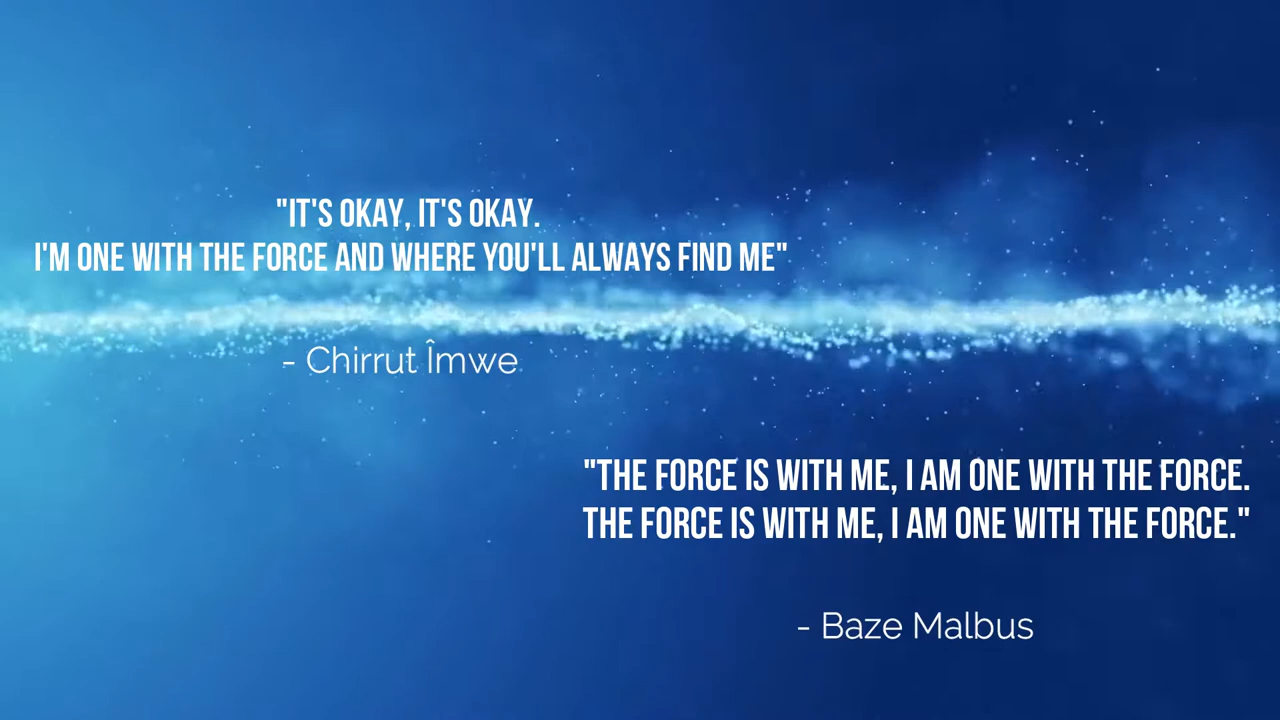 "IT'S OKAY, IT'S OKAY.
I'M ONE WITH THE FORCE AND WHERE YOU'LL ALWAYS FIND ME"
- Chirrut Îmwe
"THE FORCE IS WITH ME, I AM ONE WITH THE FORCE.
THE FORCE IS WITH ME, I AM ONE WITH THE FORCE."
- Baze Malbus